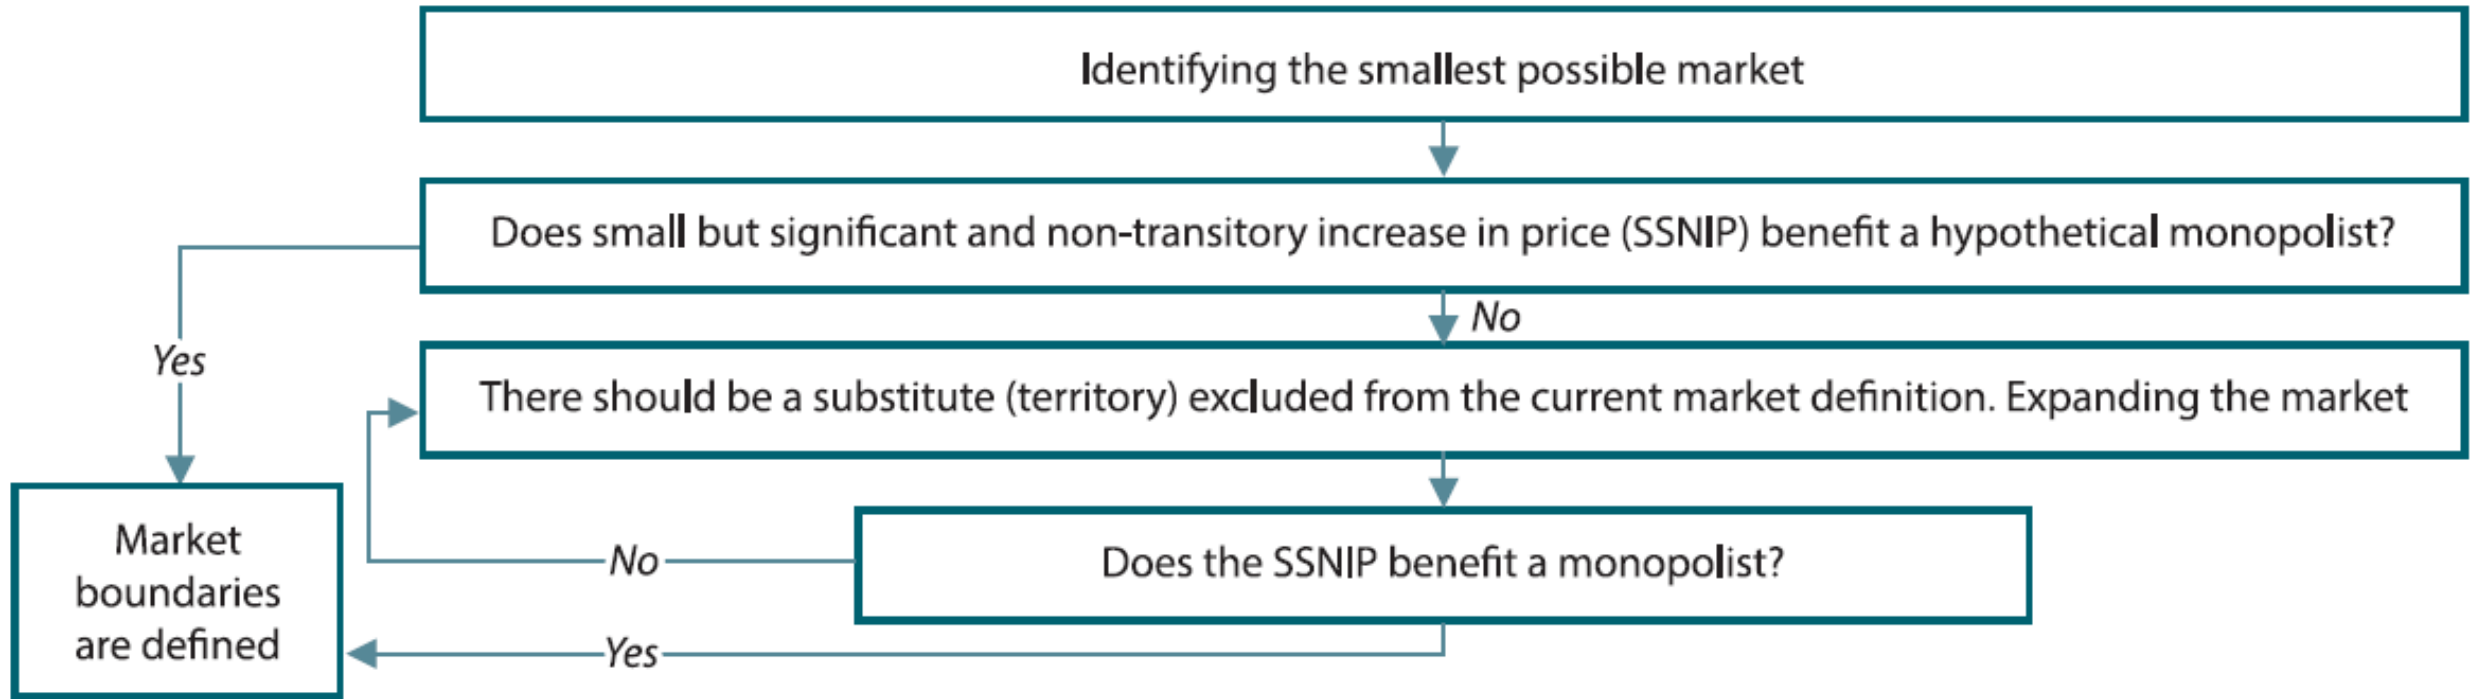 Identifying the smallest possible market
Does small but significant and non-transitory increase in price (SSNIP) benefit a hypothetical monopolist?
No
Yes
There should be a substitute (territory) excluded from the current market definition. Expanding the market
Market
boundaries
are defined
No
Does the SSNIP benefit a monopolist?
Yes